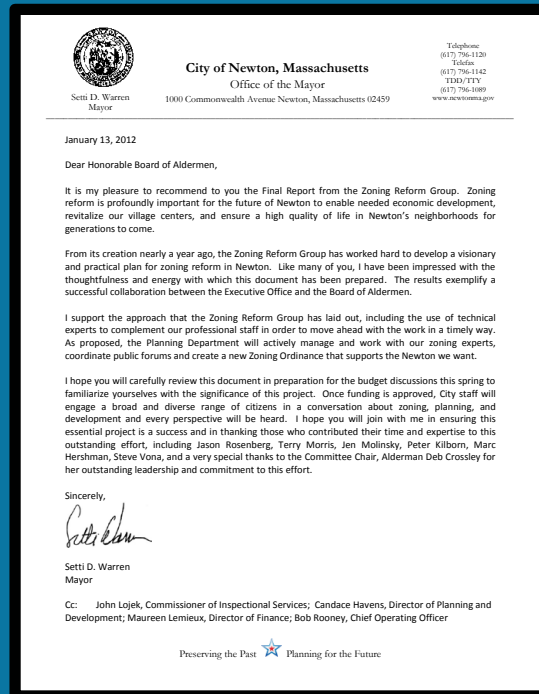 Setti D. Warren
Mayor
City of Newton, Massachusetts
Office of the Mayor
1000 Commonwealth Avenue Newton, Massachusetts 02459
Telephone
(617) 796-1120
Telefax
(617) 796-1142
TDD/TTY
(617) 796-1089
www.newtonma.gov
January 13, 2012
Dear Honorable Board of Aldermen,
It is my pleasure to recommend to you the Final Report from the Zoning Reform Group. Zoning
reform is profoundly important for the future of Newton to enable needed economic development,
revitalize our village centers, and ensure a high quality of life in Newton's neighborhoods for
generations to come.
From its creation nearly a year ago, the Zoning Reform Group has worked hard to develop a visionary
and practical plan for zoning reform in Newton. Like many of you, I have been impressed with the
thoughtfulness and energy with which this document has been prepared. The results exemplify a
successful collaboration between the Executive Office and the Board of Aldermen.
I support the approach that the Zoning Reform Group has laid out, including the use of technical
experts to complement our professional staff in order to move ahead with the work in a timely way.
As proposed, the Planning Department will actively manage and work with our zoning experts,
coordinate public forums and create a new Zoning Ordinance that supports the Newton we want.
I hope you will carefully review this document in preparation for the budget discussions this spring to
familiarize yourselves with the significance of this project. Once funding is approved, City staff will
engage a broad and diverse range of citizens in a conversation about zoning, planning, and
development and every perspective will be heard. I hope you will join with me in ensuring this
essential project is a success and in thanking those who contributed their time and expertise to this
outstanding effort, including Jason Rosenberg, Terry Morris, Jen Molinsky, Peter Kilborn, Marc
Hershman, Steve Vona, and a very special thanks to the Committee Chair, Alderman Deb Crossley for
her outstanding leadership and commitment to this effort.
Sincerely,
Setti Warren
Setti D. Warren
Mayor
Cc: John Lojek, Commissioner of Inspectional Services; Candace Havens, Director of Planning and
Development; Maureen Lemieux, Director of Finance; Bob Rooney, Chief Operating Officer
Preserving the Past Planning for the Future